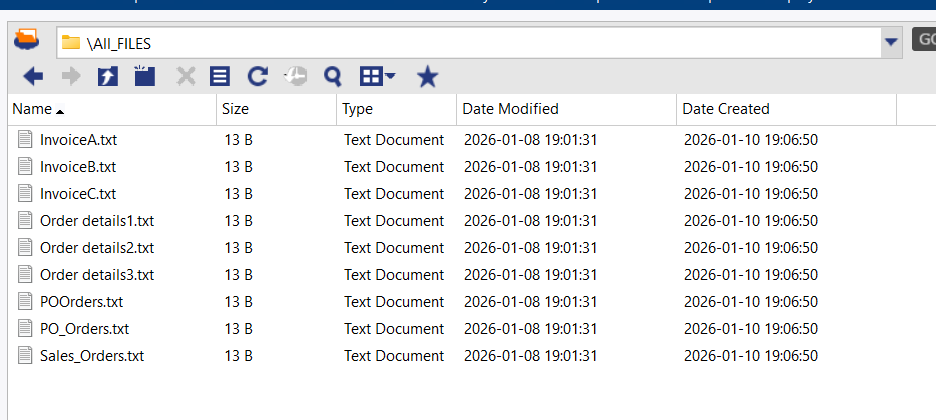 \All_FILES
GO
Name Size Type Date Modified Date Created
InvoiceA.txt 13 B Text Document 2026-01-08 19:01:31 2026-01-10 19:06:50
InvoiceB.txt 13 B Text Document 2026-01-08 19:01:31 2026-01-10 19:06:50
InvoiceC.txt 13 B Text Document 2026-01-08 19:01:31 2026-01-10 19:06:50
Order details1.txt 13 B Text Document 2026-01-08 19:01:31 2026-01-10 19:06:50
Order details2.txt 13 B Text Document 2026-01-08 19:01:31 2026-01-10 19:06:50
Order details3.txt 13 B Text Document 2026-01-08 19:01:31 2026-01-10 19:06:50
POOrders.txt 13 B Text Document 2026-01-08 19:01:31 2026-01-10 19:06:50
PO_Orders.txt 13 B Text Document 2026-01-08 19:01:31 2026-01-10 19:06:50
Sales_Orders.txt 13 B Text Document 2026-01-08 19:01:31 2026-01-10 19:06:50